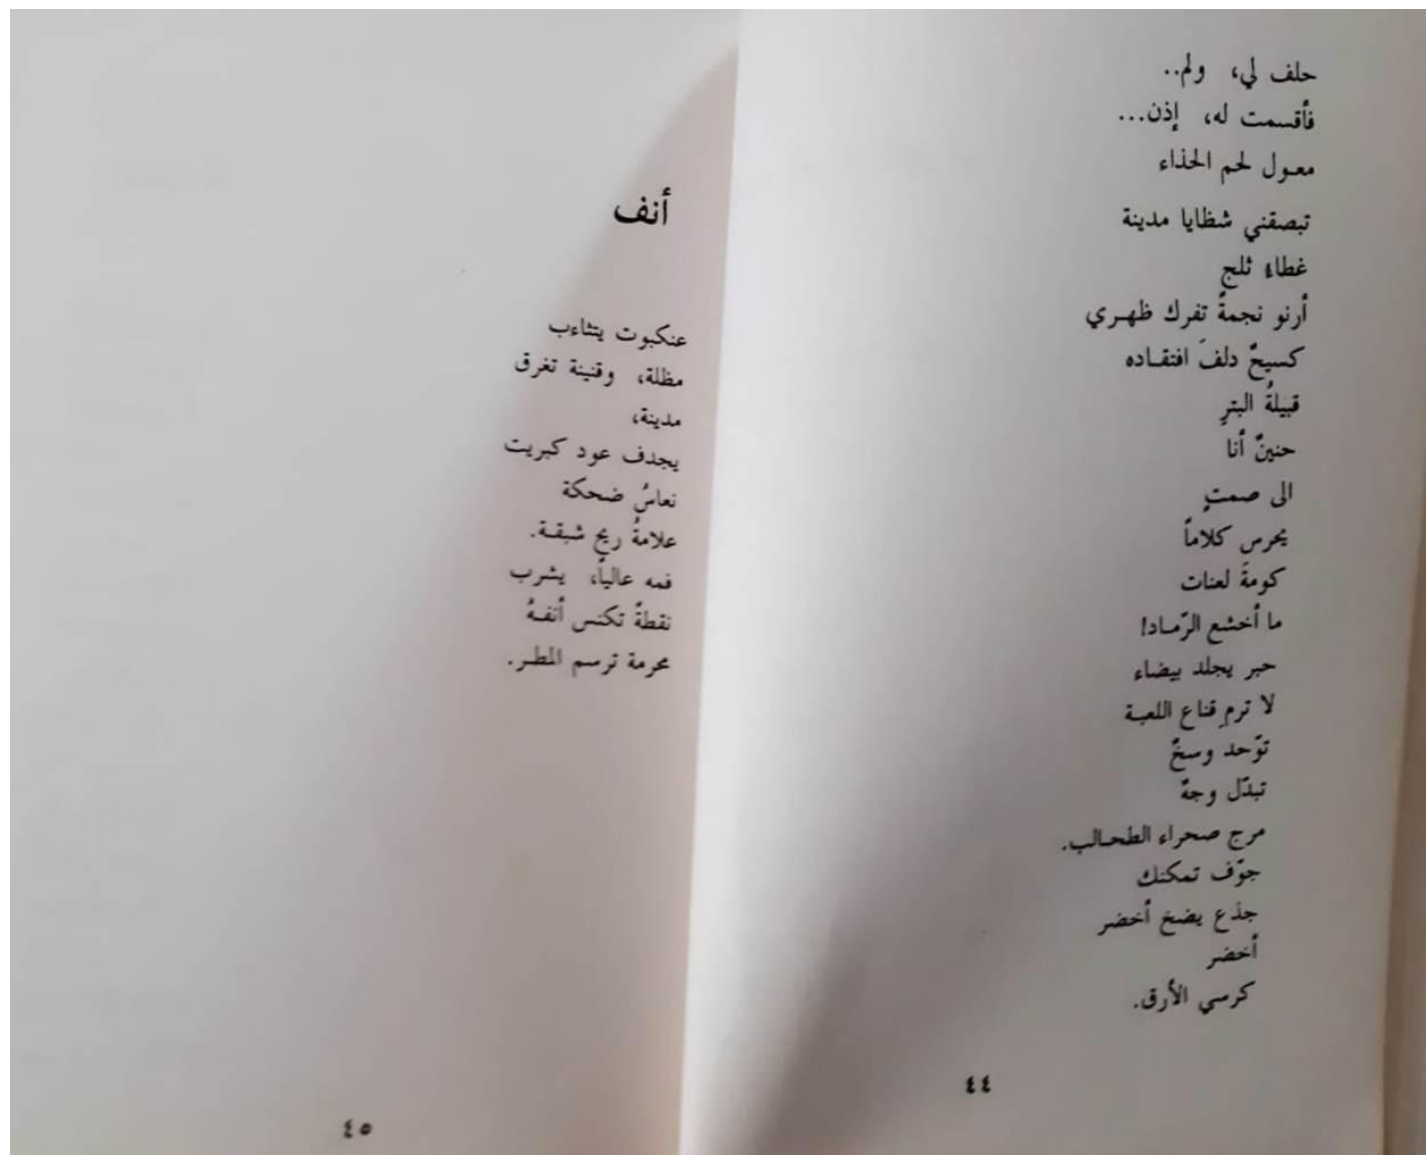 حلف لي، ولم..
فأقسمت له، إذن...
معول لحم الحذاء
تبصقني شظايا مدينة
غطاءُ ثلجٍ
أرنو نجمةً تفرك ظهري
كسيحٌ دلفَ افتقاده
قبيلةُ البترِ
حنينٌ أنا
الى صمتٍ
يحرس كلاماً
كومةَ لعنات
ما أخشع الرّماد!
حبر يجلد بيضاء
لا ترمِ قناع اللعبة
توّحد وسخٌ
تبدّل وجهٌ
مرج صحراء الطحالب.
جوّف تمكنك
جذع يضخ أخضر
أخضر
كرسي الأرق.
٤٤
أنف
عنكبوت يتثاءب
مظلة، وقنينة تغرق
مدينة،
يجدف عود كبريت
نعاسُ ضحكة
علامةُ ريحٍ شبقة.
فمه عالياً، يشرب
نقطةً تكنس أنفهُ
محرمة ترسم المطر.
٤٥